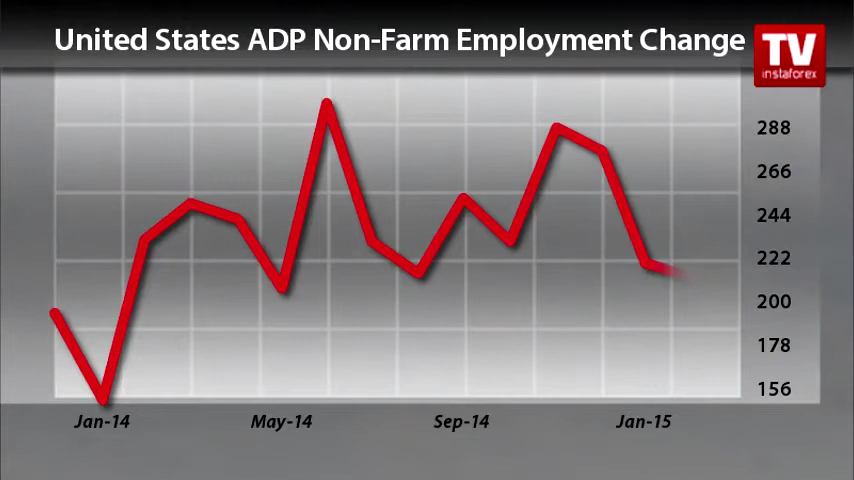 United States ADP Non-Farm Employment Change
TV
instaforex
288
266
244
222
200
178
156
Jan-14 May-14 Sep-14 Jan-15